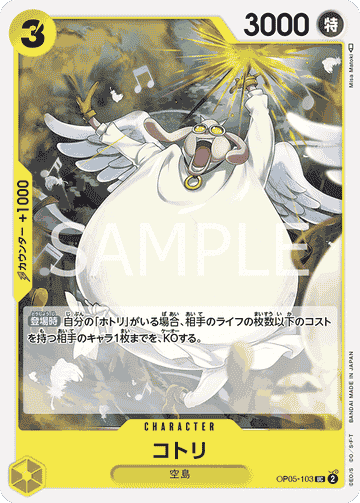 3
3000
特
Misa Matoki
カウンター +1000
SAMPLE
登場時 自分の「ホトリ」がいる場合、相手のライフの枚数以下のコスト
を持つ相手のキャラ1枚までを、KOする。
CHARACTER
コトリ
空島
OP05-103 UC 2
©E.O/S. ©O/S・F・T BANDAI MADE IN JAPAN